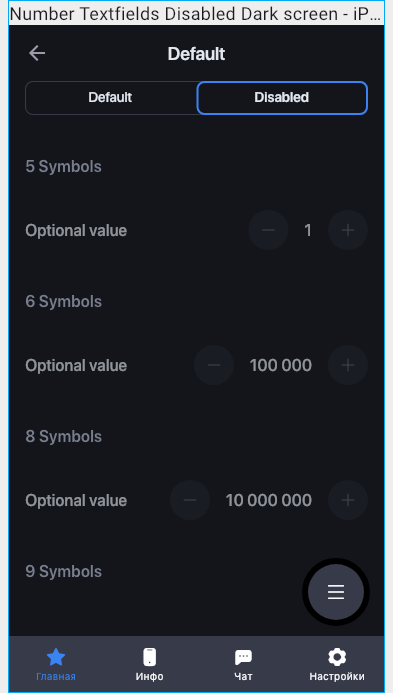 Number Textfields Disabled Dark screen - iP...
Default
Default Disabled
5 Symbols
Optional value 1
6 Symbols
Optional value 100 000
8 Symbols
Optional value 10 000 000
9 Symbols
Главная Инфо Чат Настройки